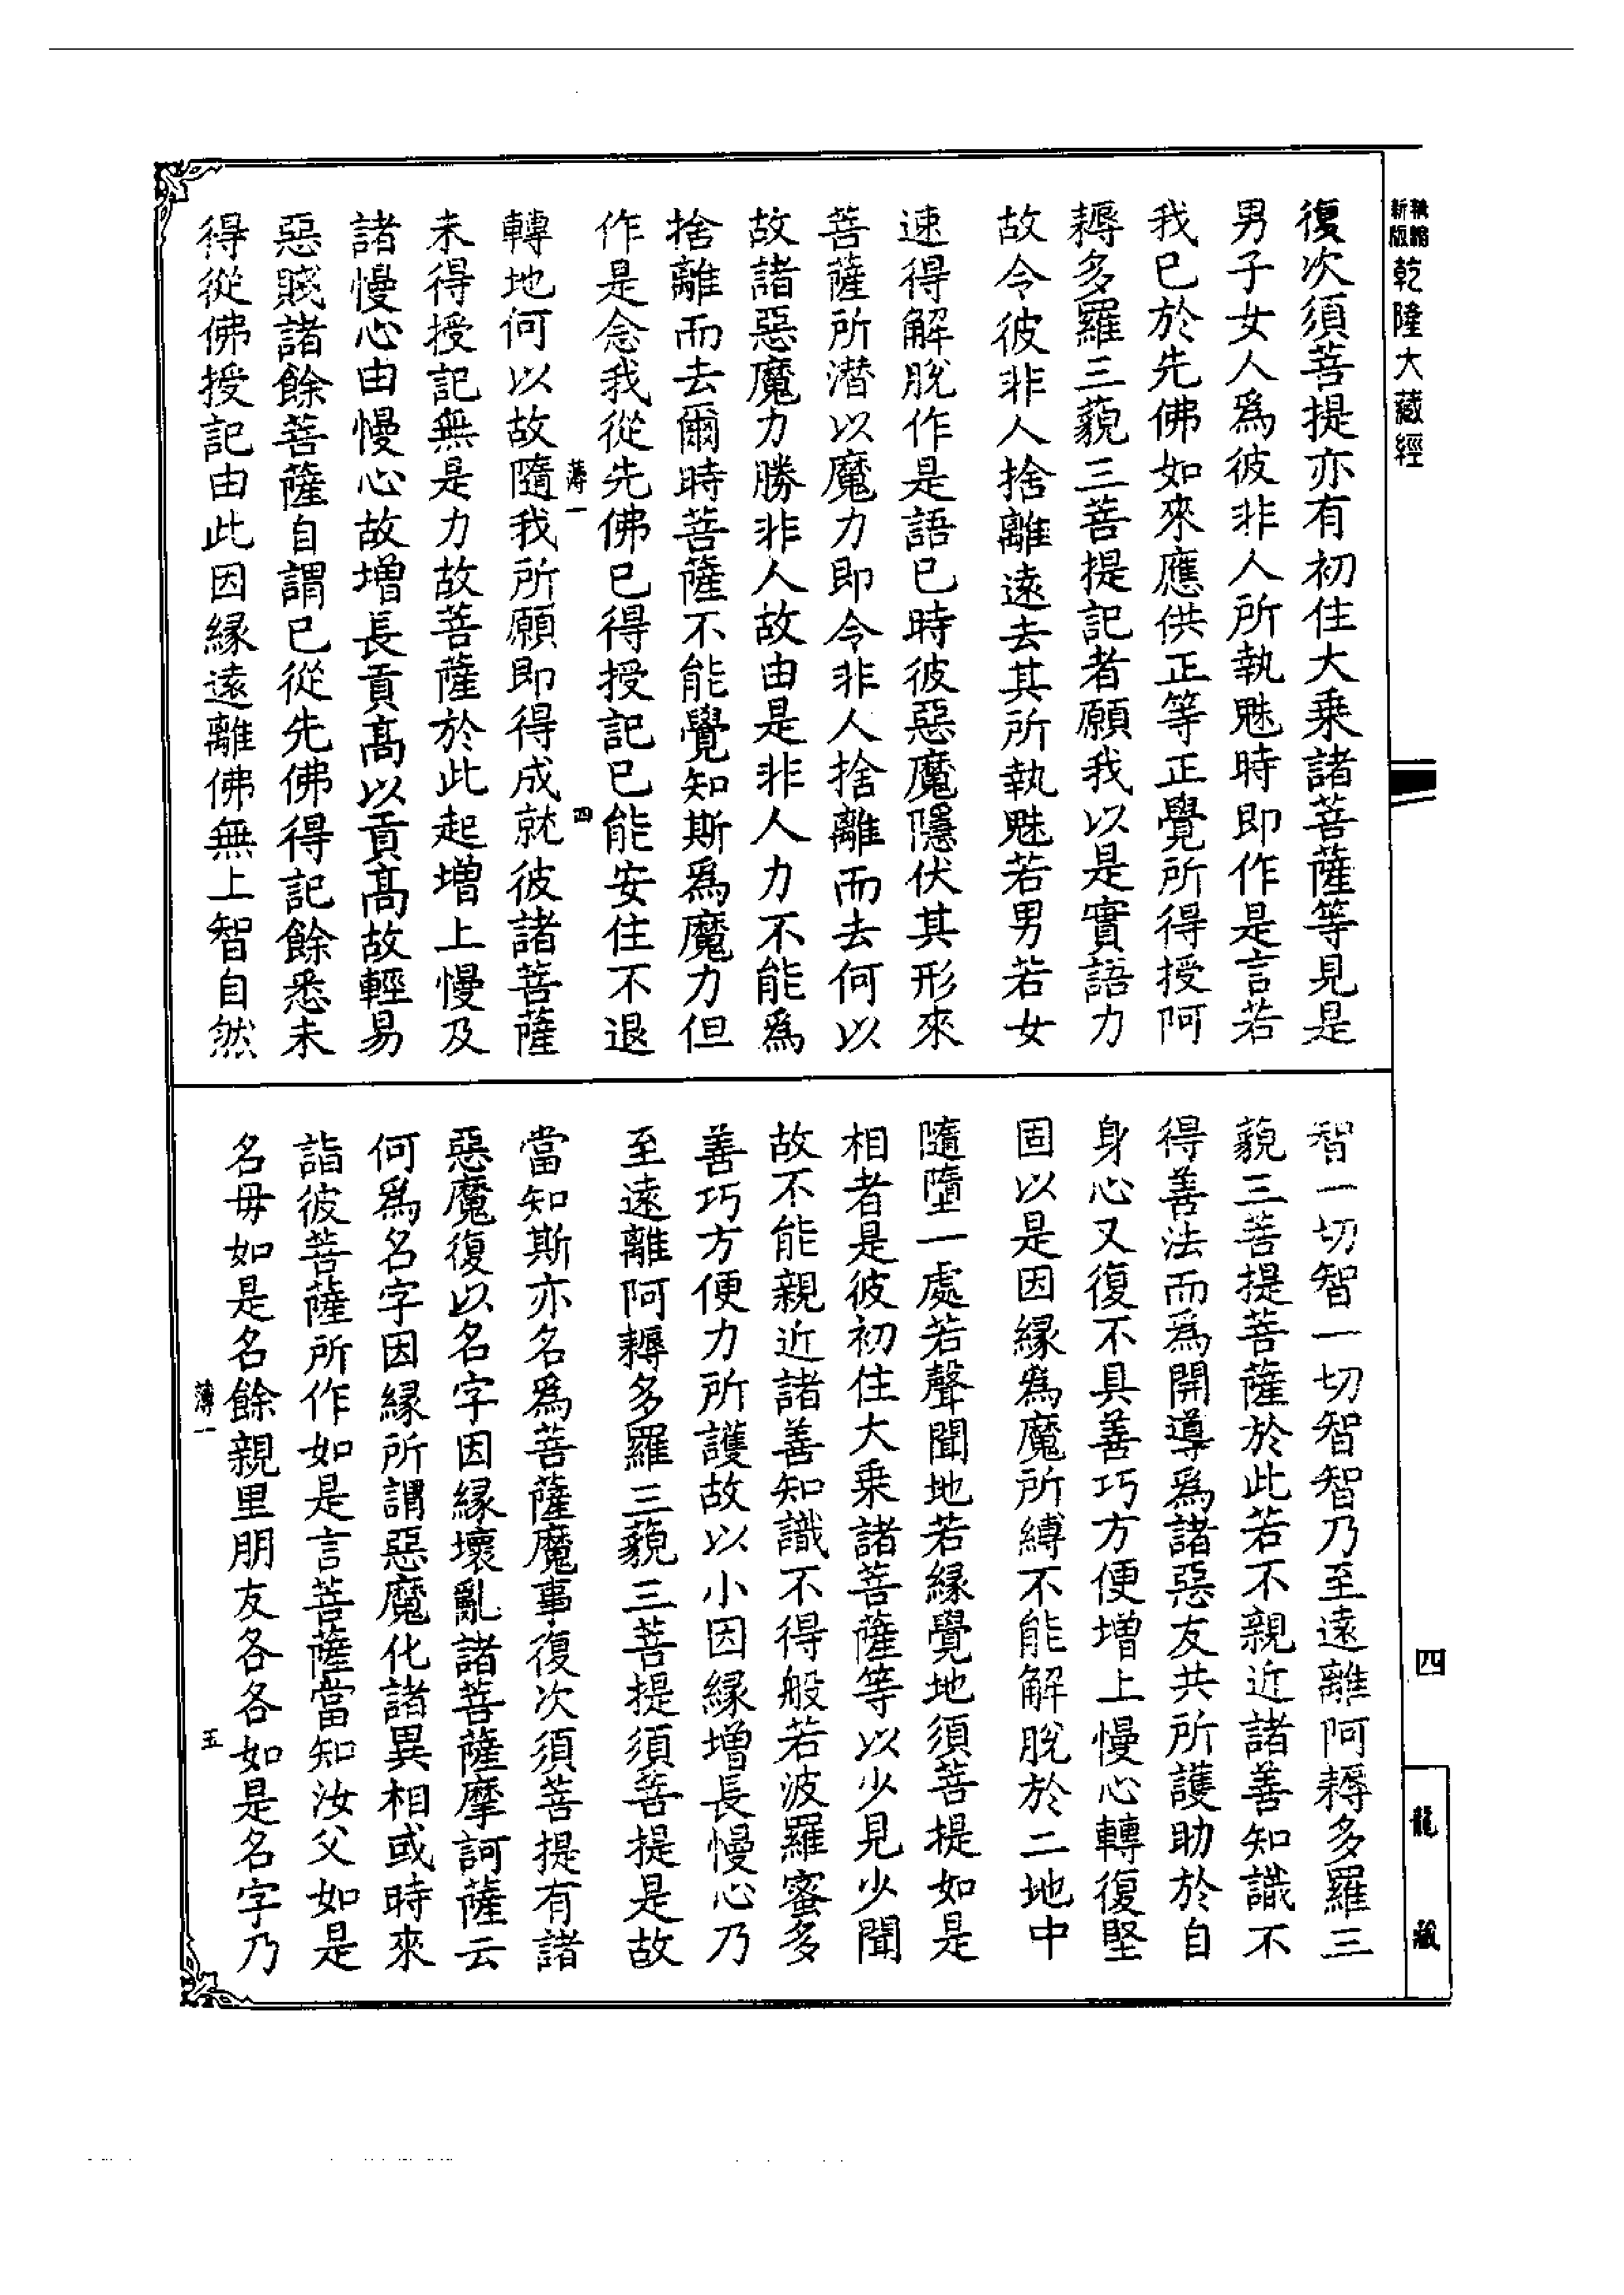 精縮新版乾隆大藏經
四
龍藏
復次須菩提亦有初住大乗諸菩薩等見是
男子女人爲彼非人所執魅時即作是言若
我已於先佛如來應供正等正覺所得授阿
耨多羅三藐三菩提記者願我以是實語力
故令彼非人捨離遠去其所執魅若男若女
速得解脫作是語已時彼惡魔隱伏其形來
菩薩所潜以魔力即令非人捨離而去何以
故諸惡魔力勝非人故由是非人力不能爲
捨離而去爾時菩薩不能覺知斯爲魔力但
作是念我從先佛已得授記已能安住不退
薄一
四
轉地何以故隨我所願即得成就彼諸菩薩
未得授記無是力故菩薩於此起增上慢及
諸慢心由慢心故增長貢高以貢高故輕易
惡賤諸餘菩薩自謂已從先佛得記餘悉未
得從佛授記由此因緣遠離佛無上智自然
智一切智一切智智乃至遠離阿耨多羅三
藐三菩提菩薩於此若不親近諸善知識不
得善法而爲開導爲諸惡友共所護助於自
身心又復不具善巧方便增上慢心轉復堅
固以是因緣爲魔所縛不能解脫於二地中
隨墮一處若聲聞地若緣覺地須菩提如是
相者是彼初住大乗諸菩薩等以少見少聞
故不能親近諸善知識不得般若波羅蜜多
善巧方便力所護故以小因緣增長慢心乃
至遠離阿耨多羅三藐三菩提須菩提是故
當知斯亦名爲菩薩魔事復次須菩提有諸
惡魔復以名字因緣壞亂諸菩薩摩訶薩云
何爲名字因緣所謂惡魔化諸異相或時來
詣彼菩薩所作如是言菩薩當知汝父如是
名毋如是名餘親里朋友各各如是名字乃
薄一
五